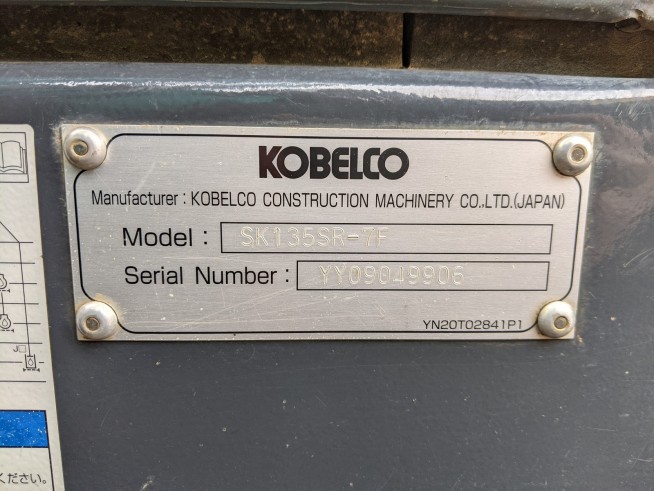 KOBELCO
Manufacturer : KOBELCO CONSTRUCTION MACHINERY CO.,LTD.(JAPAN)
Model : SK135SR-7F
Serial Number : YY09049906
YN20T02841P1
ください。